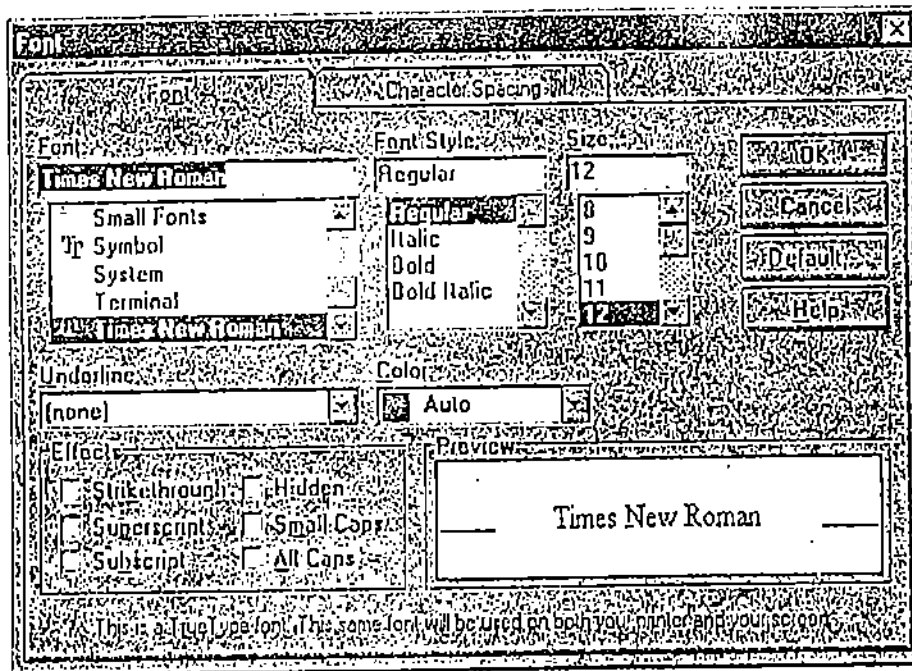 Font
Font
Character Spacing
Font
Times New Roman
Small Fonts
Symbol
System
Terminal
Times New Roman
Font Style
Regular
Regular
Italic
Bold
Bold Italic
Size
12
8
9
10
11
12
OK
Cancel
Default
Help
Underline
(none)
Color
Auto
Effects
Strikethrough
Superscript
Subscript
Hidden
Small Caps
All Caps
Preview
Times New Roman
This is a TrueType font. This same font will be used on both your printer and your screen.